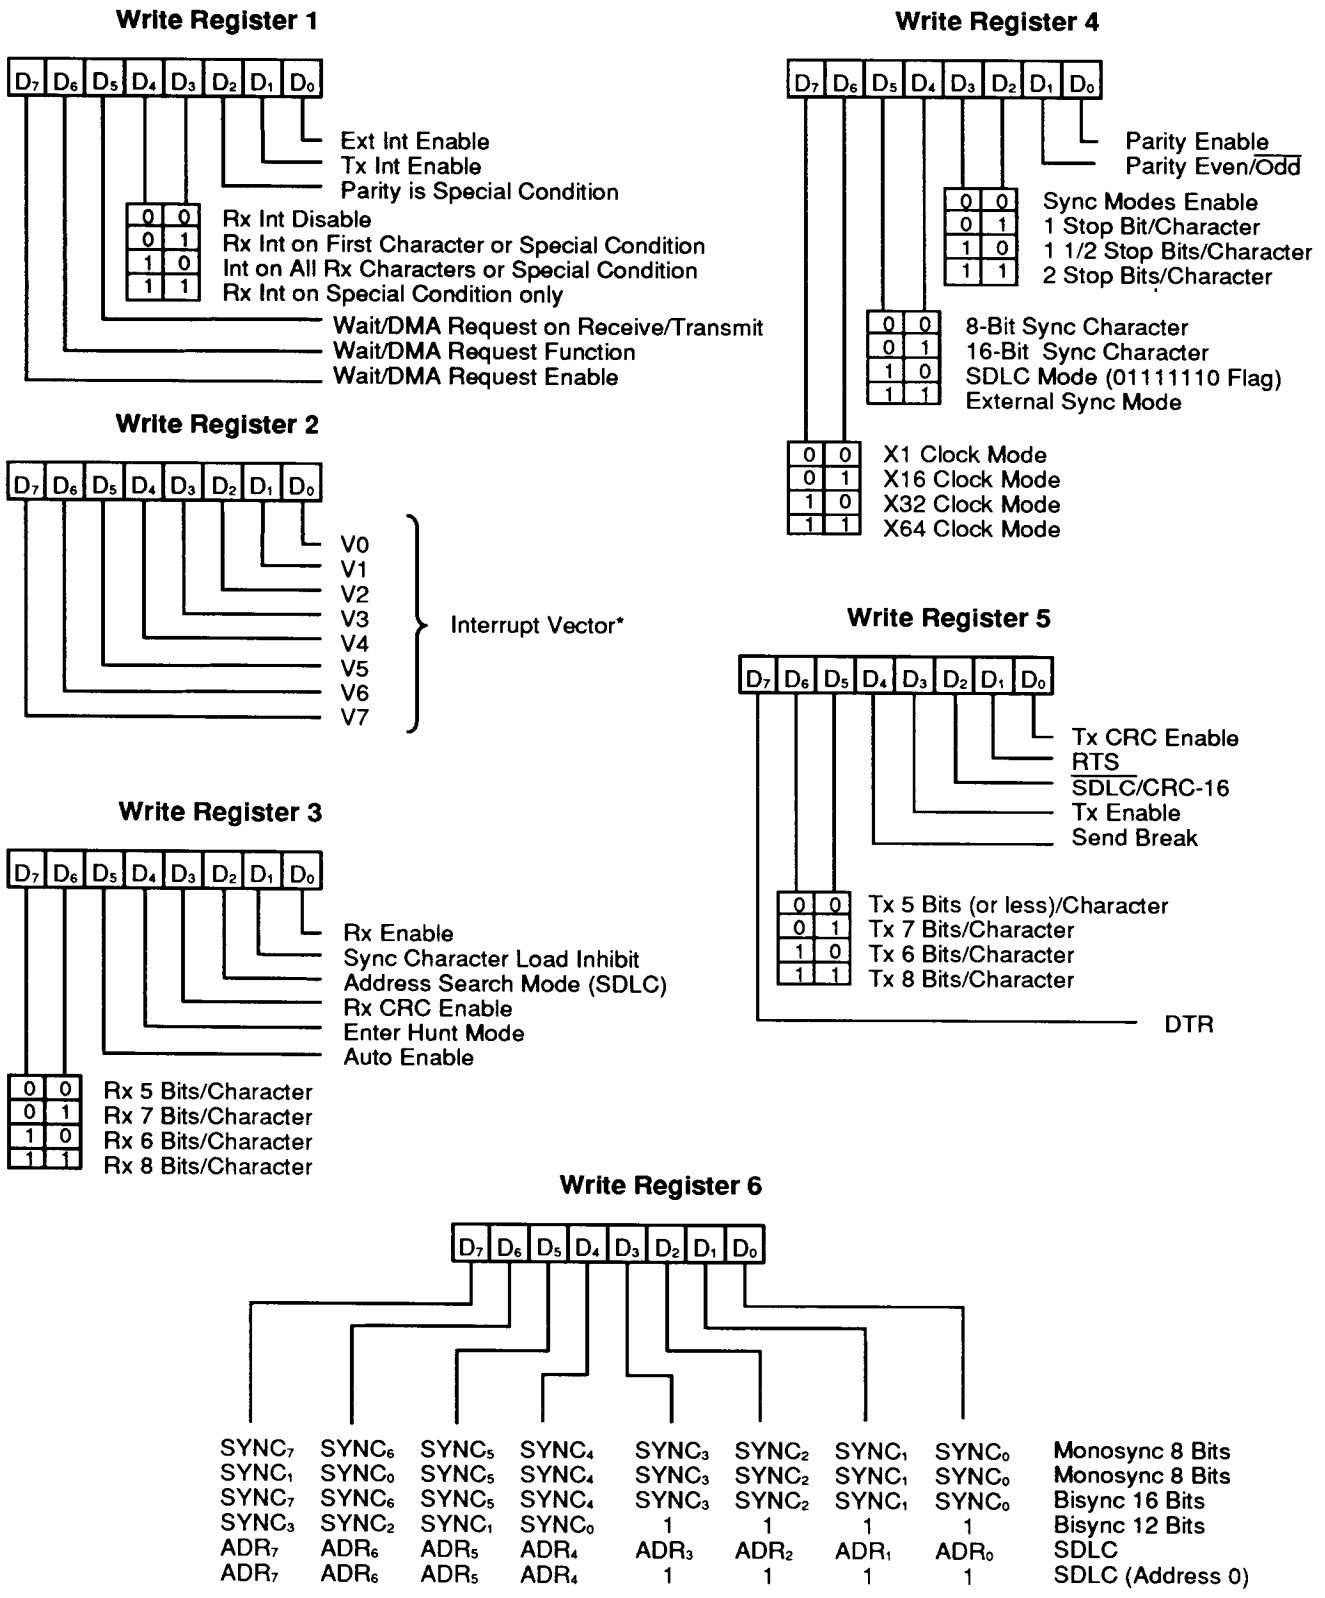 Write Register 1
D₇ D₆ D₅ D₄ D₃ D₂ D₁ D₀
Ext Int Enable
Tx Int Enable
Parity is Special Condition
0 0 Rx Int Disable
0 1 Rx Int on First Character or Special Condition
1 0 Int on All Rx Characters or Special Condition
1 1 Rx Int on Special Condition only
Wait/DMA Request on Receive/Transmit
Wait/DMA Request Function
Wait/DMA Request Enable
Write Register 2
D₇ D₆ D₅ D₄ D₃ D₂ D₁ D₀
V0
V1
V2
V3
V4
V5
V6
V7
Interrupt Vector*
Write Register 3
D₇ D₆ D₅ D₄ D₃ D₂ D₁ D₀
Rx Enable
Sync Character Load Inhibit
Address Search Mode (SDLC)
Rx CRC Enable
Enter Hunt Mode
Auto Enable
0 0 Rx 5 Bits/Character
0 1 Rx 7 Bits/Character
1 0 Rx 6 Bits/Character
1 1 Rx 8 Bits/Character
Write Register 4
D₇ D₆ D₅ D₄ D₃ D₂ D₁ D₀
Parity Enable
Parity Even/O̅d̅d̅
0 0 Sync Modes Enable
0 1 1 Stop Bit/Character
1 0 1 1/2 Stop Bits/Character
1 1 2 Stop Bits/Character
0 0 8-Bit Sync Character
0 1 16-Bit Sync Character
1 0 SDLC Mode (01111110 Flag)
1 1 External Sync Mode
0 0 X1 Clock Mode
0 1 X16 Clock Mode
1 0 X32 Clock Mode
1 1 X64 Clock Mode
Write Register 5
D₇ D₆ D₅ D₄ D₃ D₂ D₁ D₀
Tx CRC Enable
RTS
S̅D̅L̅C̅/CRC-16
Tx Enable
Send Break
0 0 Tx 5 Bits (or less)/Character
0 1 Tx 7 Bits/Character
1 0 Tx 6 Bits/Character
1 1 Tx 8 Bits/Character
DTR
Write Register 6
D₇ D₆ D₅ D₄ D₃ D₂ D₁ D₀
SYNC₇ SYNC₆ SYNC₅ SYNC₄ SYNC₃ SYNC₂ SYNC₁ SYNC₀ Monosync 8 Bits
SYNC₁ SYNC₀ SYNC₅ SYNC₄ SYNC₃ SYNC₂ SYNC₁ SYNC₀ Monosync 8 Bits
SYNC₇ SYNC₆ SYNC₅ SYNC₄ SYNC₃ SYNC₂ SYNC₁ SYNC₀ Bisync 16 Bits
SYNC₃ SYNC₂ SYNC₁ SYNC₀ 1 1 1 1 Bisync 12 Bits
ADR₇ ADR₆ ADR₅ ADR₄ ADR₃ ADR₂ ADR₁ ADR₀ SDLC
ADR₇ ADR₆ ADR₅ ADR₄ 1 1 1 1 SDLC (Address 0)